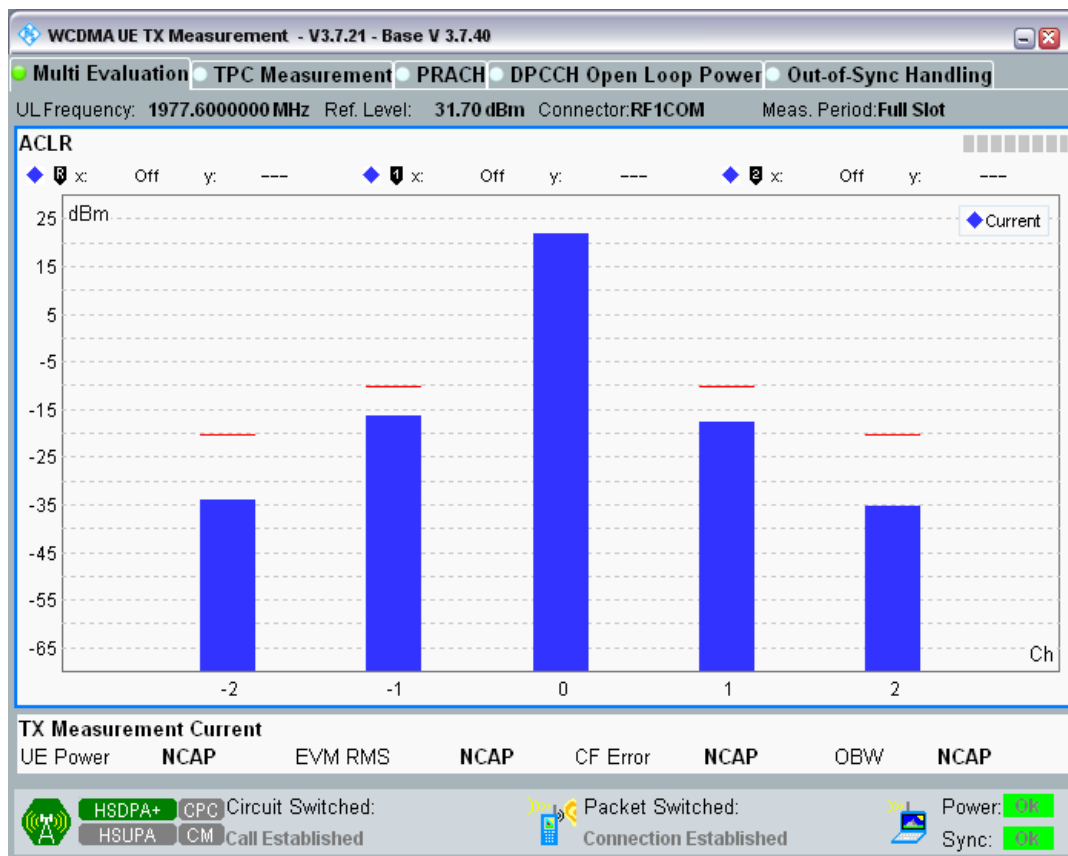 WCDMA UE TX Measurement - V3.7.21 - Base V 3.7.40
Multi Evaluation TPC Measurement PRACH DPCCH Open Loop Power Out-of-Sync Handling
UL Frequency: 1977.6000000 MHz Ref. Level: 31.70 dBm Connector:RF1COM Meas. Period:Full Slot
ACLR
R x: Off y: --- 1 x: Off y: --- 2 x: Off y: ---
dBm
Current
25
15
5
-5
-15
-25
-35
-45
-55
-65
Ch
-2 -1 0 1 2
TX Measurement Current
UE Power NCAP EVM RMS NCAP CF Error NCAP OBW NCAP
HSDPA+ CPC Circuit Switched: Packet Switched: Power: OK
HSUPA CM Call Established Connection Established Sync: OK